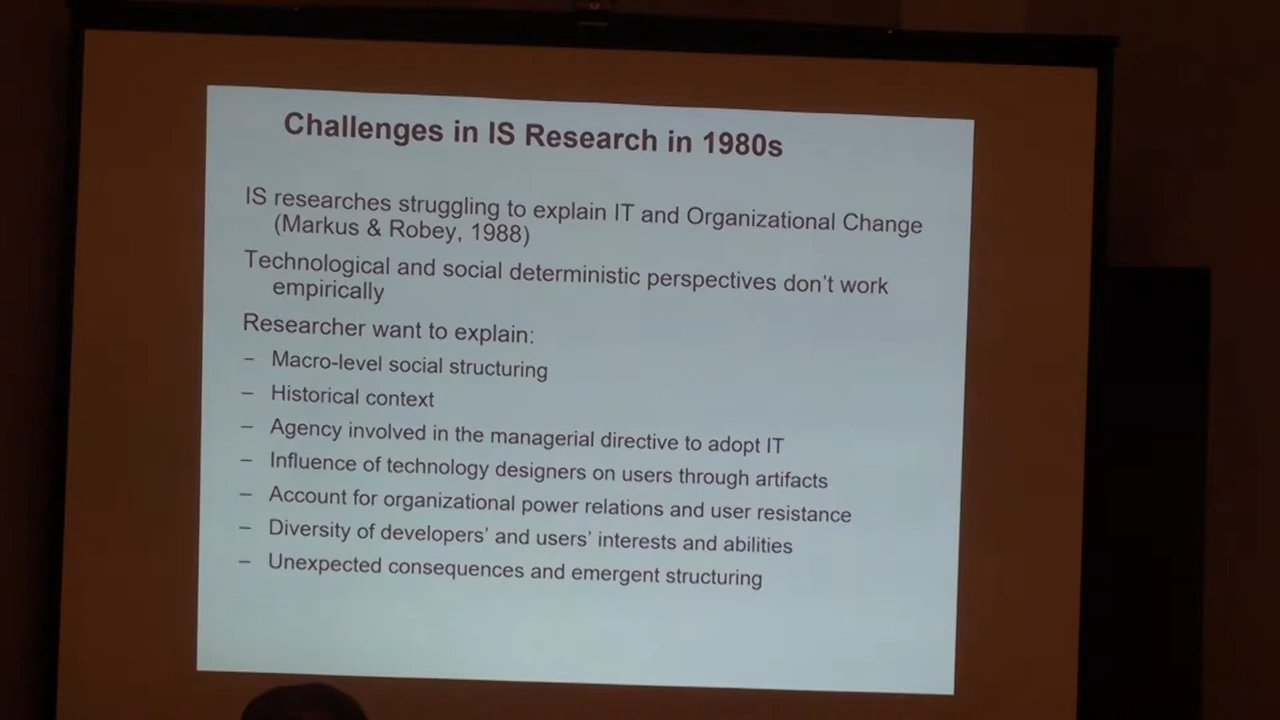 Challenges in IS Research in 1980s
IS researches struggling to explain IT and Organizational Change
(Markus & Robey, 1988)
Technological and social deterministic perspectives don't work
empirically
Researcher want to explain:
– Macro-level social structuring
– Historical context
– Agency involved in the managerial directive to adopt IT
– Influence of technology designers on users through artifacts
– Account for organizational power relations and user resistance
– Diversity of developers' and users' interests and abilities
– Unexpected consequences and emergent structuring